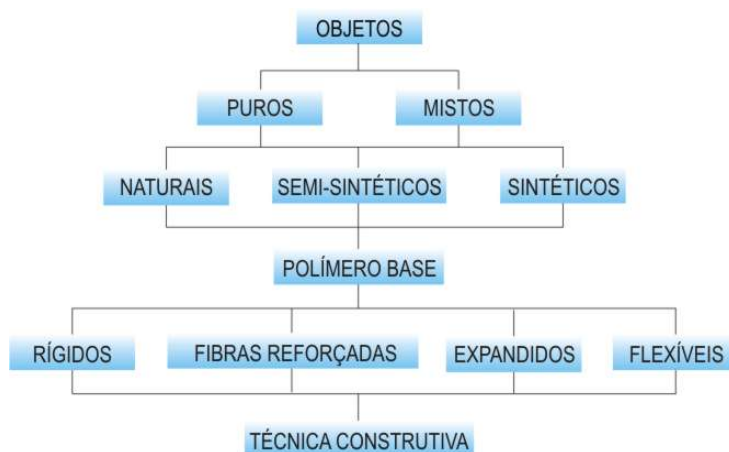 OBJETOS
PUROS
MISTOS
NATURAIS
SEMI-SINTÉTICOS
SINTÉTICOS
POLÍMERO BASE
RÍGIDOS
FIBRAS REFORÇADAS
EXPANDIDOS
FLEXÍVEIS
TÉCNICA CONSTRUTIVA